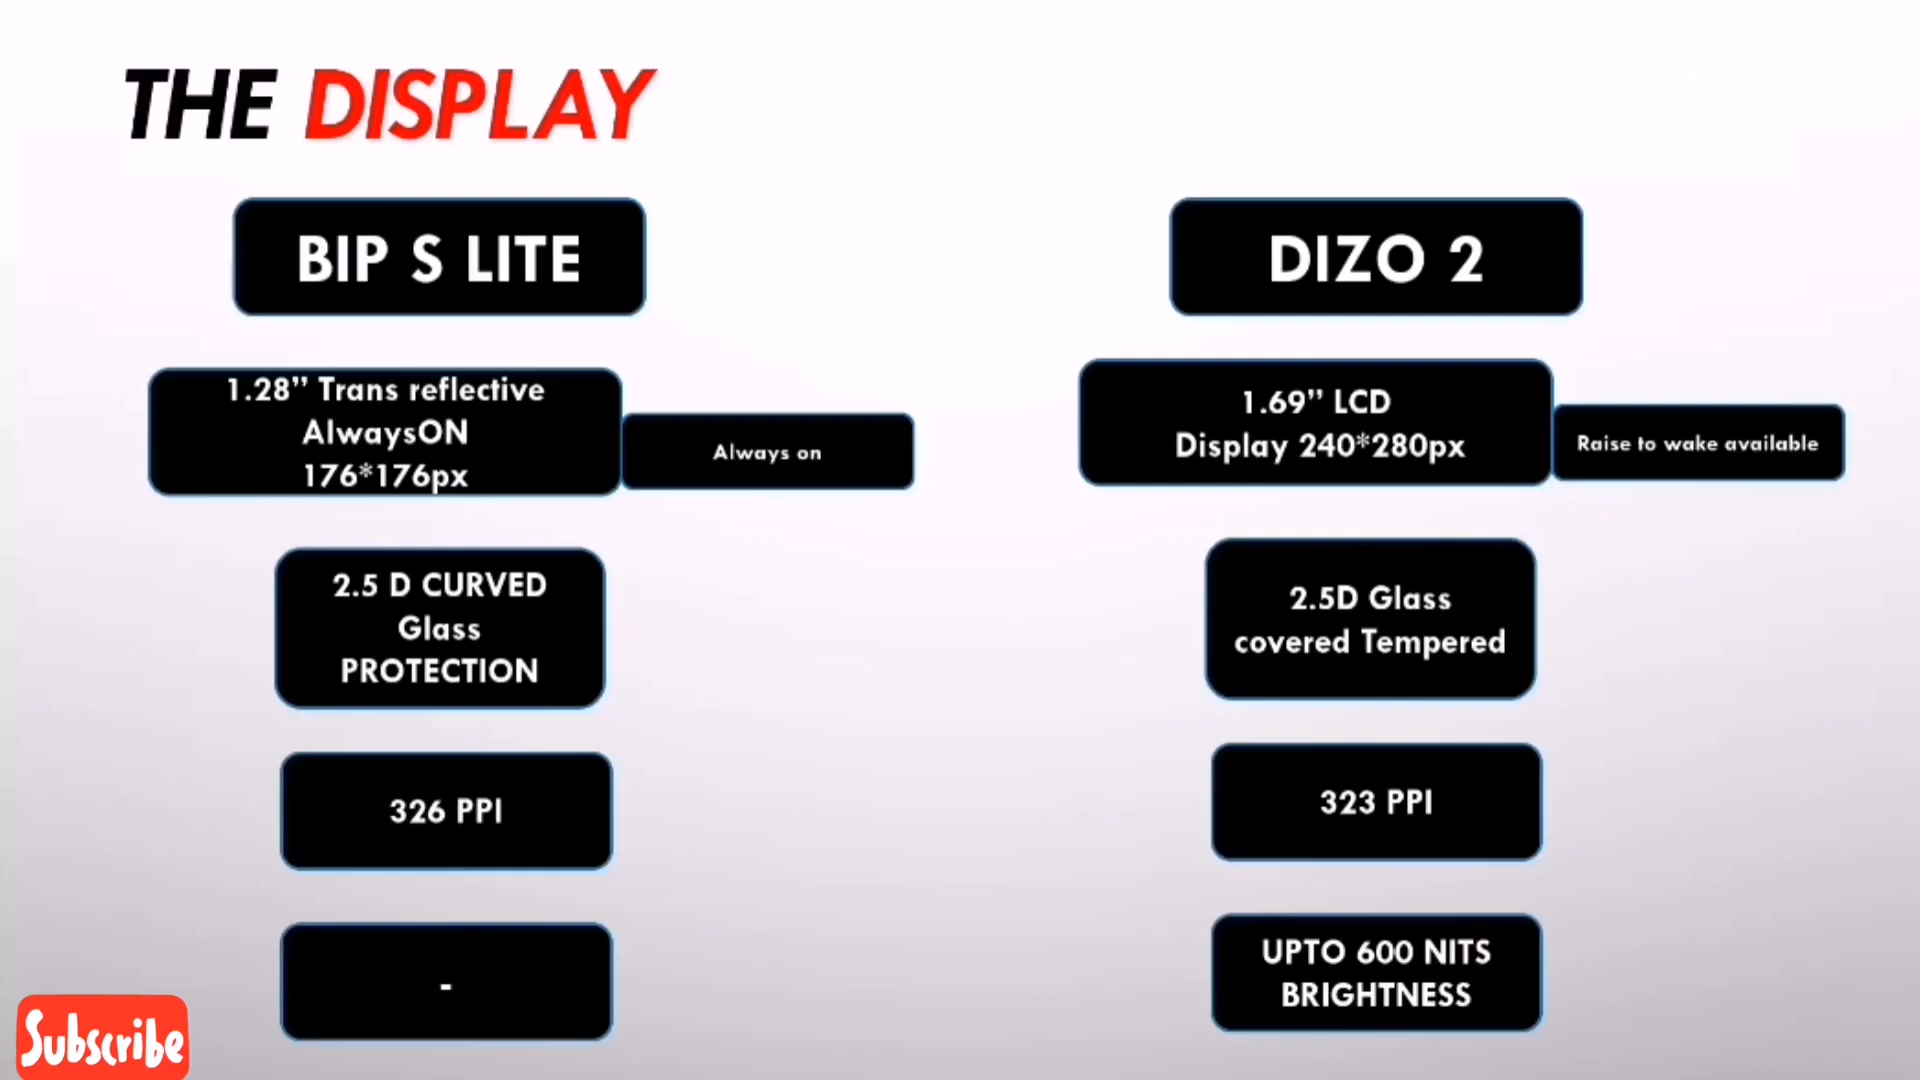 THE DISPLAY
BIP S LITE
1.28” Trans reflective
AlwaysON
176*176px
Always on
2.5 D CURVED
Glass
PROTECTION
326 PPI
-
DIZO 2
1.69” LCD
Display 240*280px
Raise to wake available
2.5D Glass
covered Tempered
323 PPI
UPTO 600 NITS
BRIGHTNESS
Subscribe